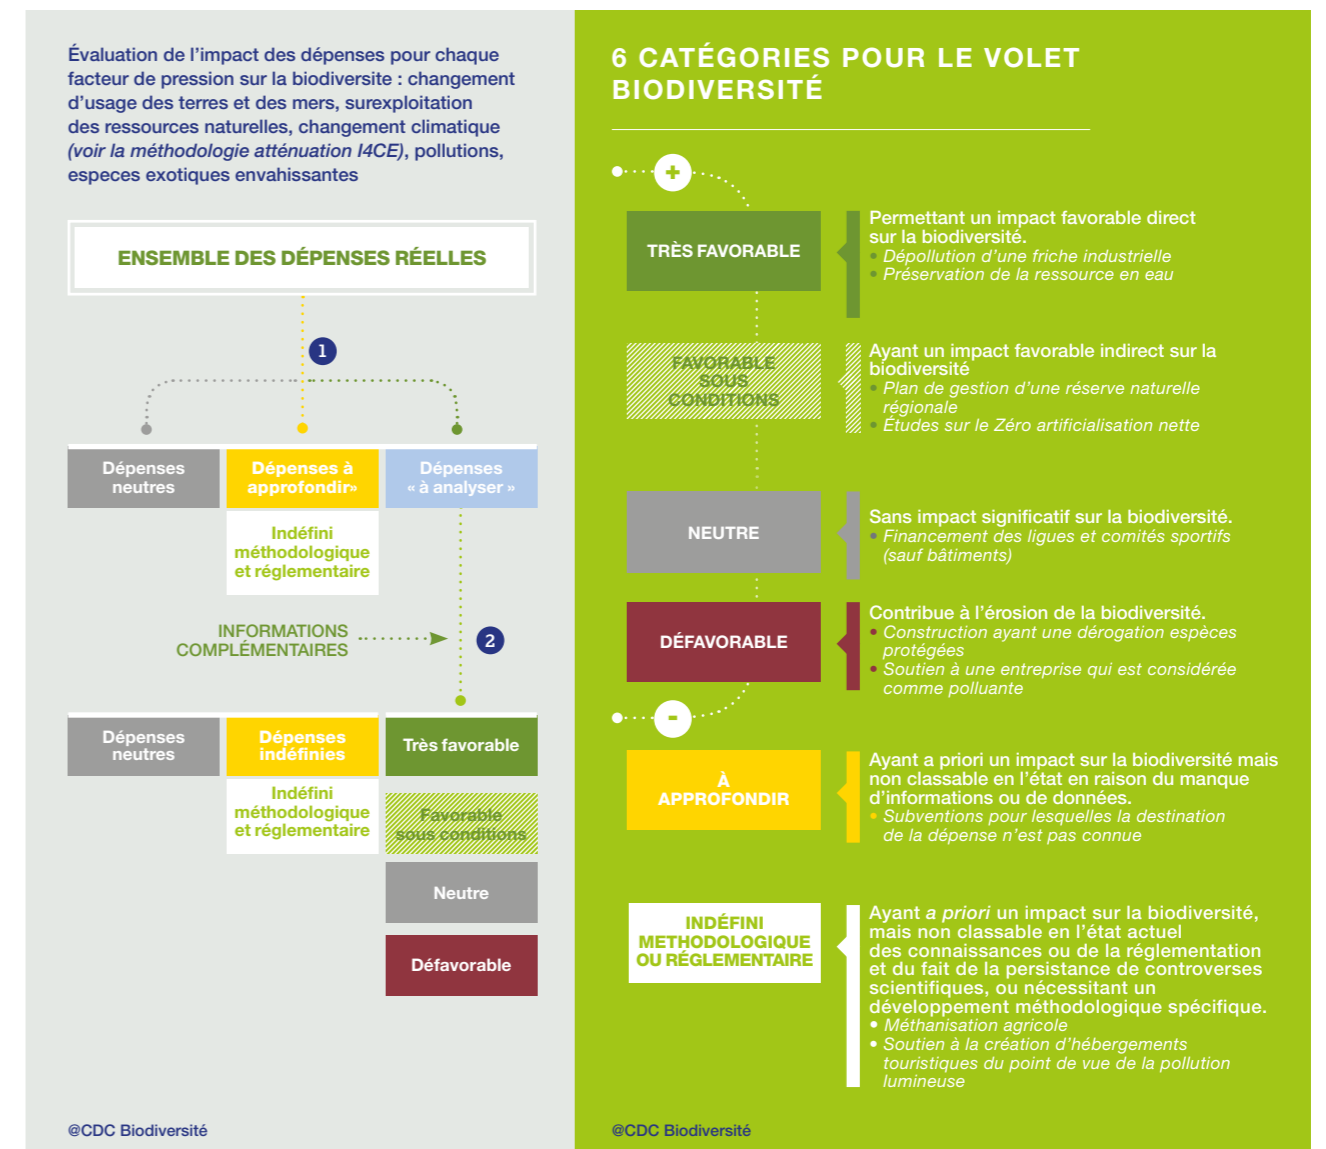 Évaluation de l’impact des dépenses pour chaque
facteur de pression sur la biodiversite : changement
d’usage des terres et des mers, surexploitation
des ressources naturelles, changement climatique
(voir la méthodologie atténuation I4CE), pollutions,
especes exotiques envahissantes
ENSEMBLE DES DÉPENSES RÉELLES
1
Dépenses
neutres
Dépenses à
approfondir»
Dépenses
« à analyser »
Indéfini
méthodologique
et réglementaire
INFORMATIONS
COMPLÉMENTAIRES
2
Dépenses
neutres
Dépenses
indéfinies
Très favorable
Indéfini
méthodologique
et réglementaire
Favorable
sous conditions
Neutre
Défavorable
@CDC Biodiversité
6 CATÉGORIES POUR LE VOLET
BIODIVERSITÉ
+
TRÈS FAVORABLE
Permettant un impact favorable direct
sur la biodiversité.
• Dépollution d’une friche industrielle
• Préservation de la ressource en eau
FAVORABLE
SOUS
CONDITIONS
Ayant un impact favorable indirect sur la
biodiversité
• Plan de gestion d’une réserve naturelle
régionale
• Études sur le Zéro artificialisation nette
NEUTRE
Sans impact significatif sur la biodiversité.
• Financement des ligues et comités sportifs
(sauf bâtiments)
DÉFAVORABLE
Contribue à l’érosion de la biodiversité.
• Construction ayant une dérogation espèces
protégées
• Soutien à une entreprise qui est considérée
comme polluante
-
À
APPROFONDIR
Ayant a priori un impact sur la biodiversité mais
non classable en l’état en raison du manque
d’informations ou de données.
• Subventions pour lesquelles la destination
de la dépense n’est pas connue
INDÉFINI
METHODOLOGIQUE
OU RÉGLEMENTAIRE
Ayant a priori un impact sur la biodiversité,
mais non classable en l’état actuel
des connaissances ou de la réglementation
et du fait de la persistance de controverses
scientifiques, ou nécessitant un
développement méthodologique spécifique.
• Méthanisation agricole
• Soutien à la création d’hébergements
touristiques du point de vue de la pollution
lumineuse
@CDC Biodiversité